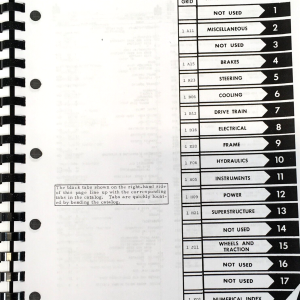 The black tabs shown on the right-hand side
of this page line up with the corresponding
tabs in the catalog. Tabs are quickly locat-
ed by bending the catalog.
GRID
NOT USED 1
MISCELLANEOUS 2
NOT USED 3
BRAKES 4
STEERING 5
COOLING 6
DRIVE TRAIN 7
ELECTRICAL 8
FRAME 9
HYDRAULICS 10
INSTRUMENTS 11
POWER 12
SUPERSTRUCTURE 13
NOT USED 14
WHEELS AND
TRACTION 15
NOT USED 16
NOT USED 17
NUMERICAL INDEX